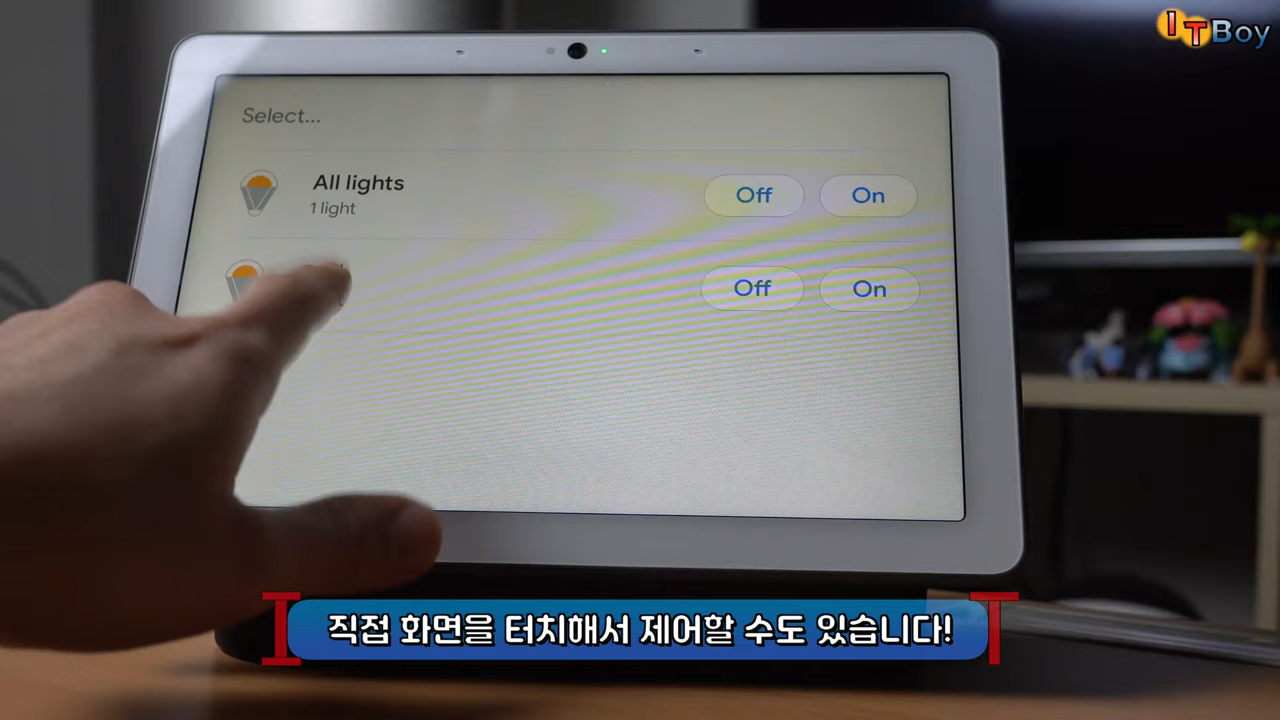 ITBoy
Select...
All lights
1 light
Off
On
Off
On
직접 화면을 터치해서 제어할 수도 있습니다!